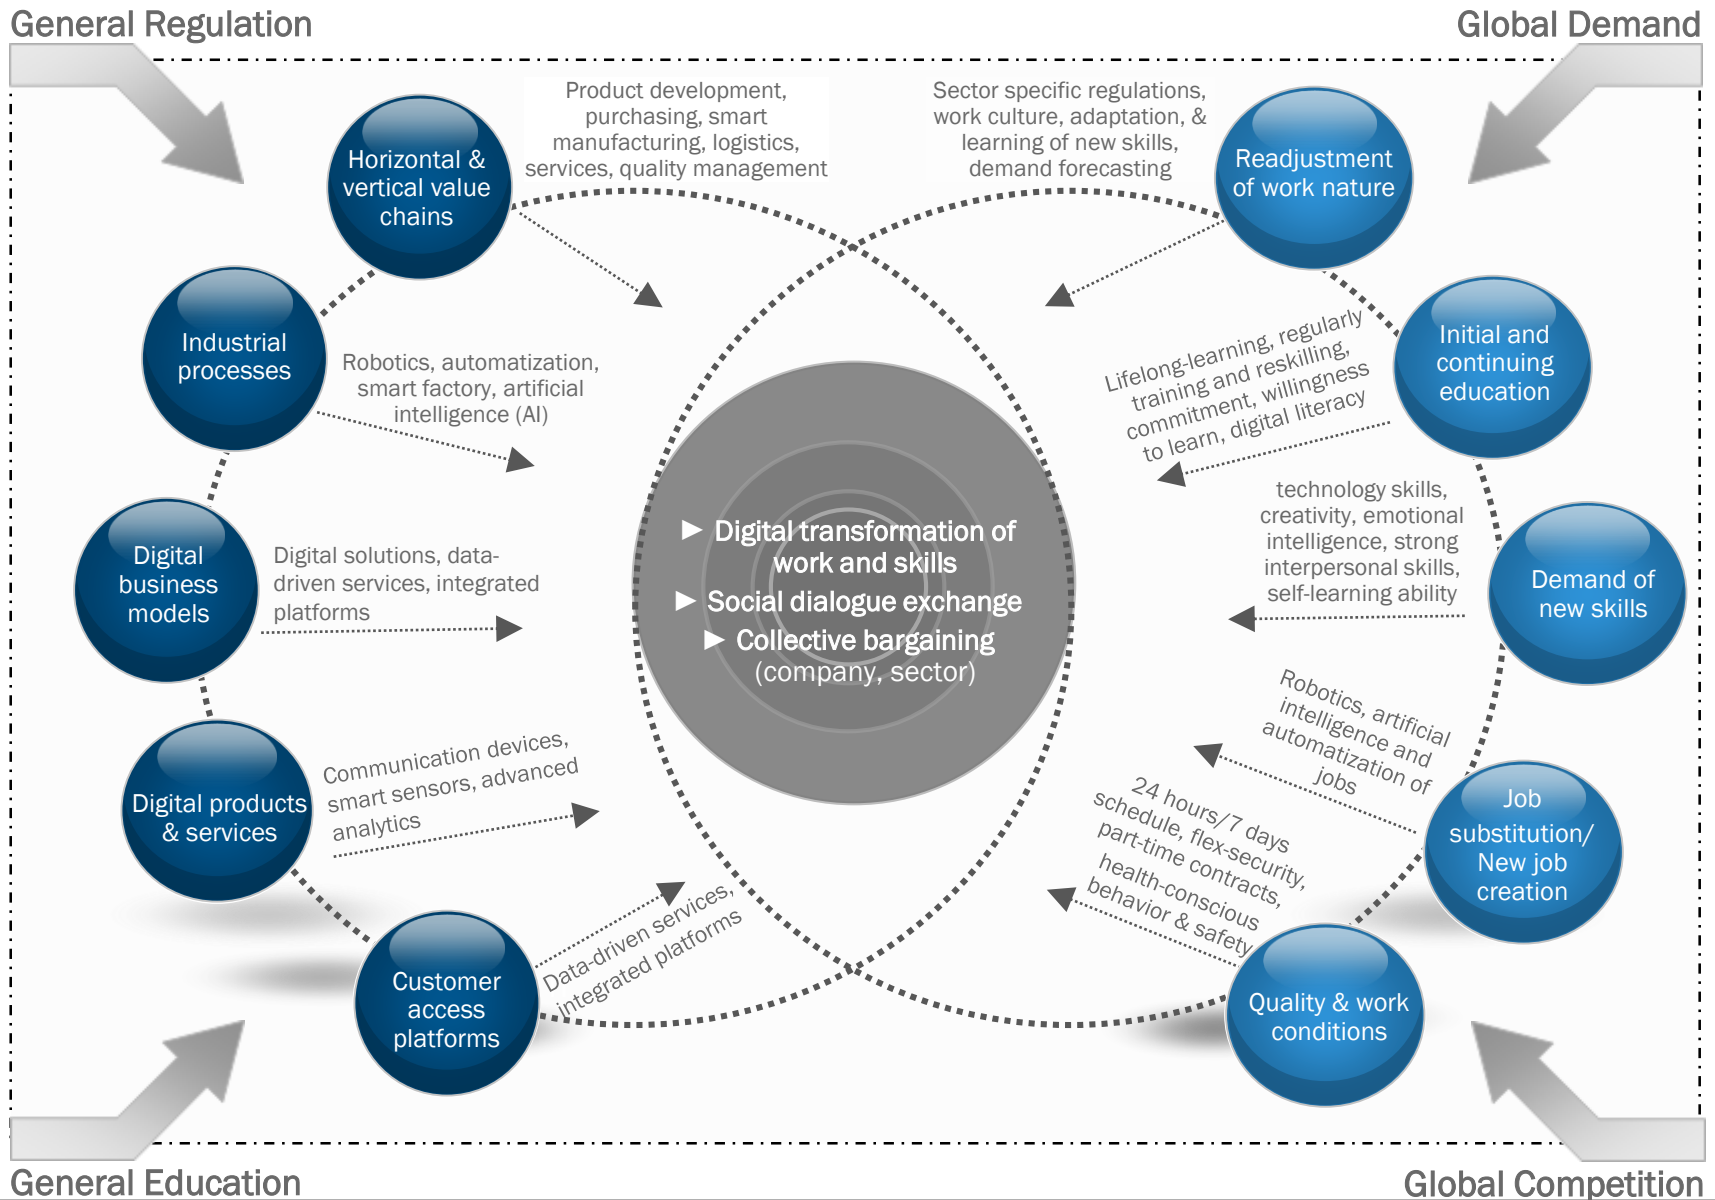 General Regulation
Global Demand
Product development,
purchasing, smart
manufacturing, logistics,
services, quality management
Sector specific regulations,
work culture, adaptation, &
learning of new skills,
demand forecasting
Horizontal &
vertical value
chains
Readjustment
of work nature
Industrial
processes
Robotics, automatization,
smart factory, artificial
intelligence (AI)
Lifelong-learning, regularly
training and reskilling,
commitment, willingness
to learn, digital literacy
Initial and
continuing
education
Digital
business
models
Digital solutions, data-
driven services, integrated
platforms
► Digital transformation of
work and skills
► Social dialogue exchange
► Collective bargaining
(company, sector)
technology skills,
creativity, emotional
intelligence, strong
interpersonal skills,
self-learning ability
Demand of
new skills
Digital products
& services
Communication devices,
smart sensors, advanced
analytics
Robotics, artificial
intelligence and
automatization of
jobs
Job
substitution/
New job
creation
Customer
access
platforms
Data-driven services,
integrated platforms
24 hours/7 days
schedule, flex-security,
part-time contracts,
health-conscious
behavior & safety
Quality & work
conditions
General Education
Global Competition